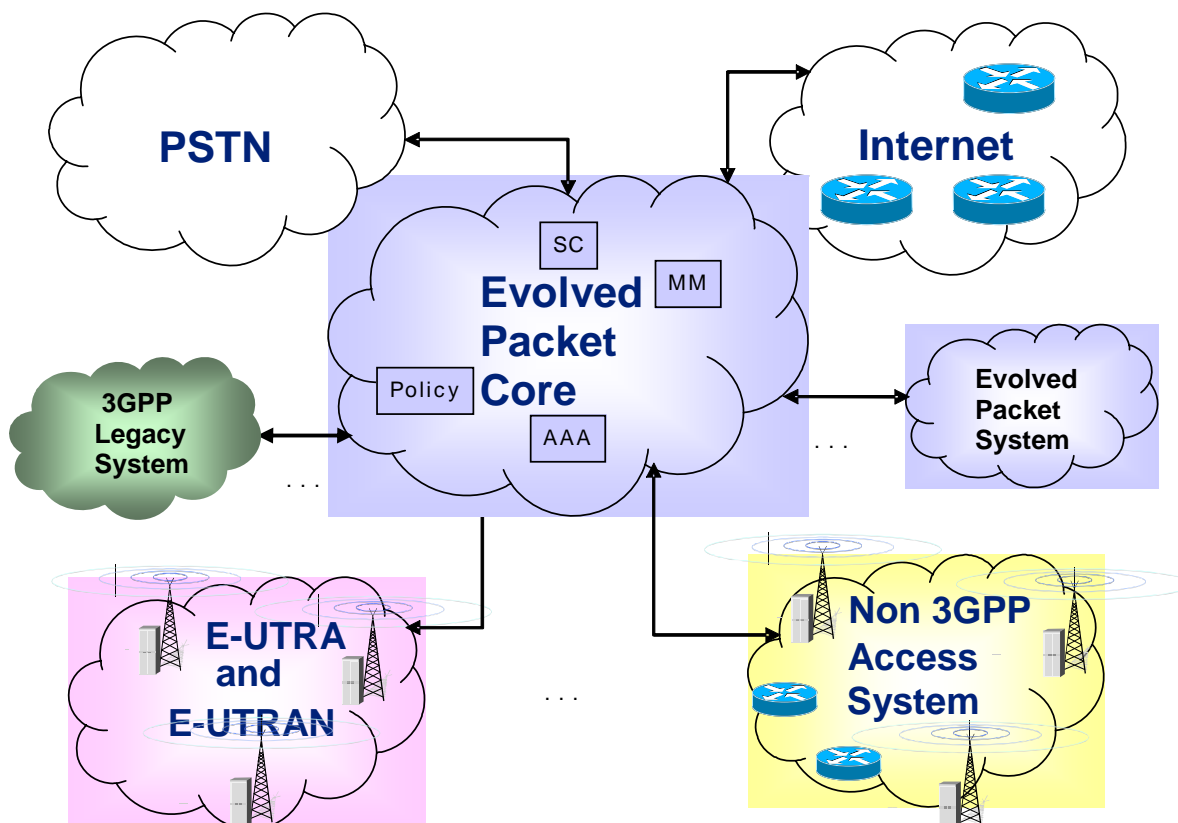 PSTN
Internet
SC
MM
Evolved
Packet
Core
Policy
AAA
3GPP
Legacy
System
. . .
Evolved
Packet
System
. . .
E-UTRA
and
E-UTRAN
. . .
Non 3GPP
Access
System